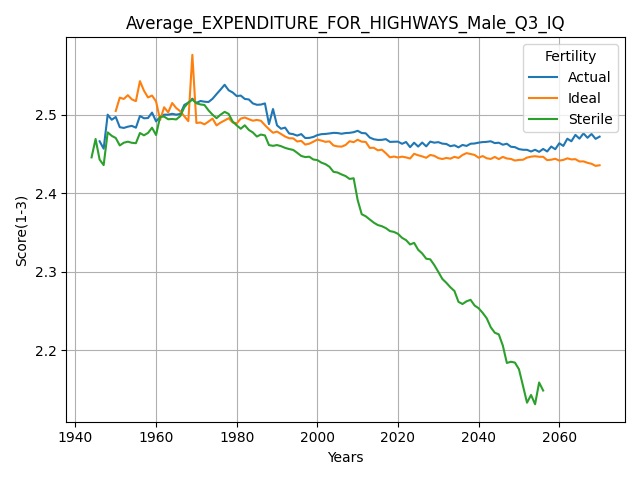 Average_EXPENDITURE_FOR_HIGHWAYS_Male_Q3_IQ
Fertility
Actual
Ideal
Sterile
Score(1-3)
2.5
2.4
2.3
2.2
1940 1960 1980 2000 2020 2040 2060
Years